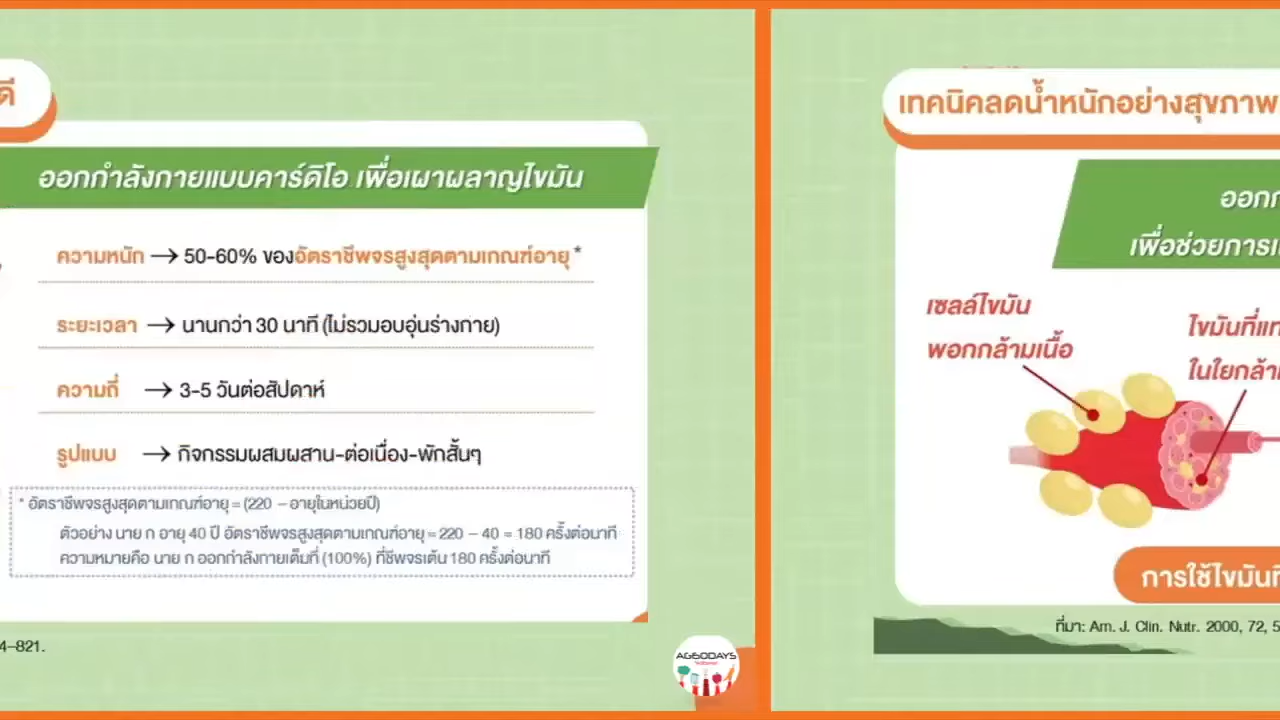 ดี
ออกกำลังกายแบบคาร์ดิโอ เพื่อเผาผลาญไขมัน
ความหนัก → 50-60% ของอัตราชีพจรสูงสุดตามเกณฑ์อายุ*
ระยะเวลา → นานกว่า 30 นาที (ไม่รวมอบอุ่นร่างกาย)
ความถี่ → 3-5 วันต่อสัปดาห์
รูปแบบ → กิจกรรมผสมผสาน-ต่อเนื่อง-พักสั้นๆ
* อัตราชีพจรสูงสุดตามเกณฑ์อายุ = (220 – อายุในหน่วยปี)
ตัวอย่าง นาย ก อายุ 40 ปี อัตราชีพจรสูงสุดตามเกณฑ์อายุ = 220 – 40 = 180 ครั้งต่อนาที
ความหมายคือ นาย ก ออกกำลังกายเต็มที่ (100%) ที่ชีพจรเต้น 180 ครั้งต่อนาที
4–821.
AG60DAYS
เทคนิคลดน้ำหนักอย่างสุขภาพ
ออกก
เพื่อช่วยการเ
เซลล์ไขมัน
พอกกล้ามเนื้อ
ไขมันที่แท
ในใยกล้าม
การใช้ไขมันที่
ที่มา: Am. J. Clin. Nutr. 2000, 72, 5